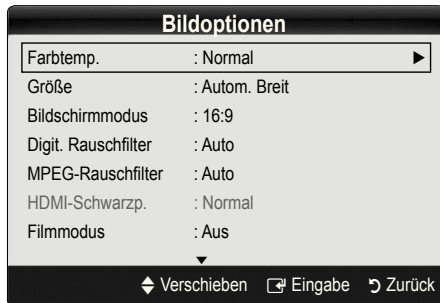 Bildoptionen
Farbtemp. : Normal ▶
Größe : Autom. Breit
Bildschirmmodus : 16:9
Digit. Rauschfilter : Auto
MPEG-Rauschfilter : Auto
HDMI-Schwarzp. : Normal
Filmmodus : Aus
▼
Verschieben Eingabe Zurück